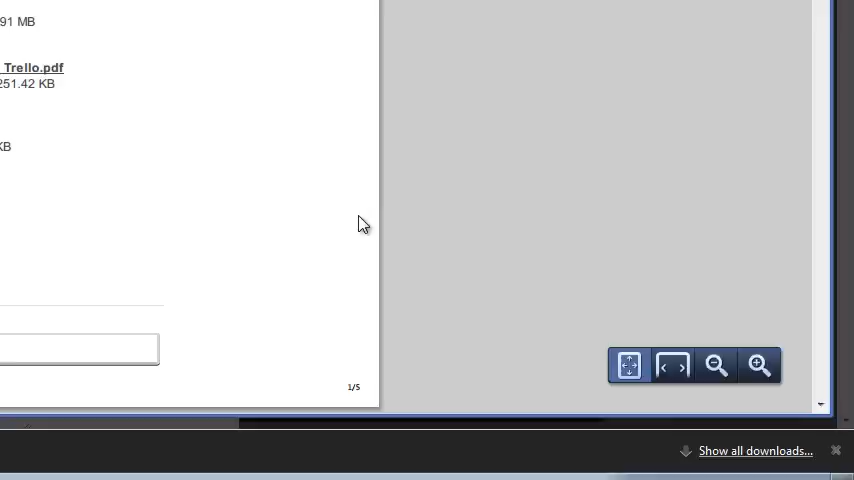 91 MB
Trello.pdf
251.42 KB
KB
1/5
Show all downloads...